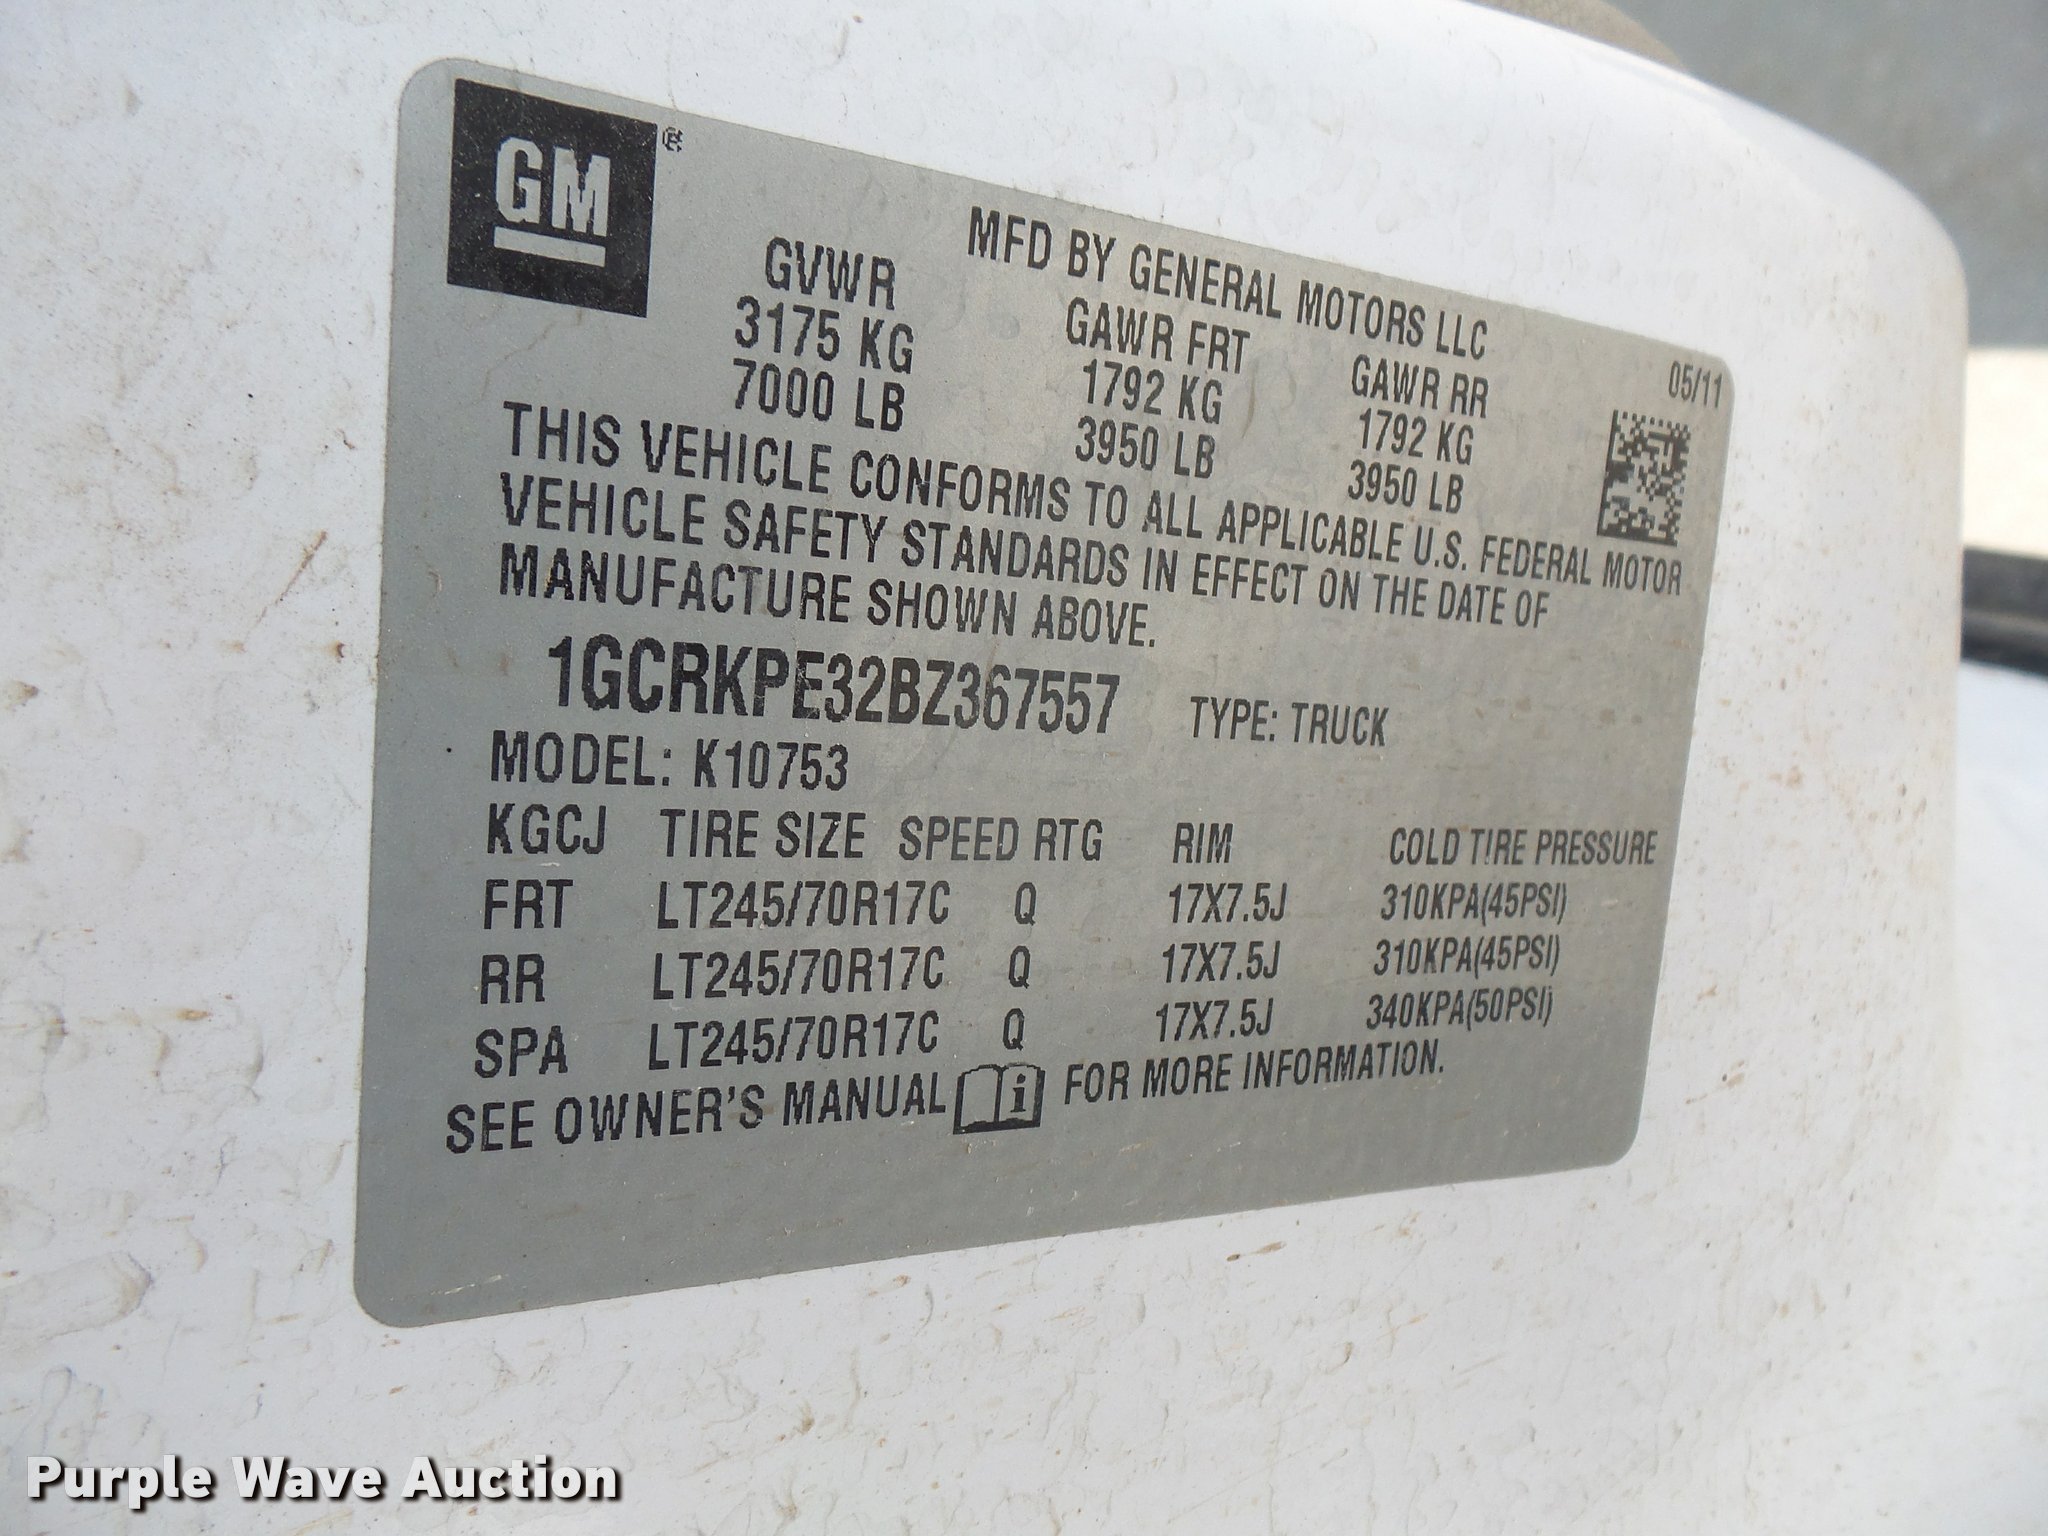 GM ®
MFD BY GENERAL MOTORS LLC
05/11
GVWR GAWR FRT GAWR RR
3175 KG 1792 KG 1792 KG
7000 LB 3950 LB 3950 LB
THIS VEHICLE CONFORMS TO ALL APPLICABLE U.S. FEDERAL MOTOR
VEHICLE SAFETY STANDARDS IN EFFECT ON THE DATE OF
MANUFACTURE SHOWN ABOVE.
1GCRKPE32BZ367557 TYPE: TRUCK
MODEL: K10753
KGCJ TIRE SIZE SPEED RTG RIM COLD TIRE PRESSURE
FRT LT245/70R17C Q 17X7.5J 310KPA(45PSI)
RR LT245/70R17C Q 17X7.5J 310KPA(45PSI)
SPA LT245/70R17C Q 17X7.5J 340KPA(50PSI)
SEE OWNER'S MANUAL i FOR MORE INFORMATION.
Purple Wave Auction